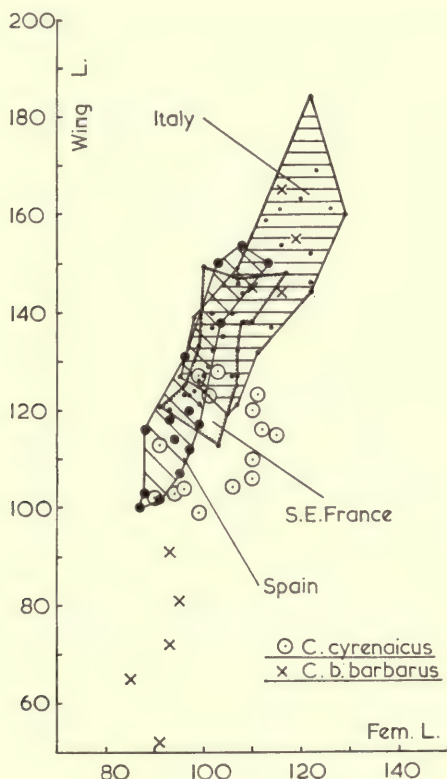 200
Wing L.
180
Italy
160
140
120
S.E.France
100
Spain
80
⊙ C. cyrenaicus
× C. b. barbarus
60
Fem. L.
80
100
120
140